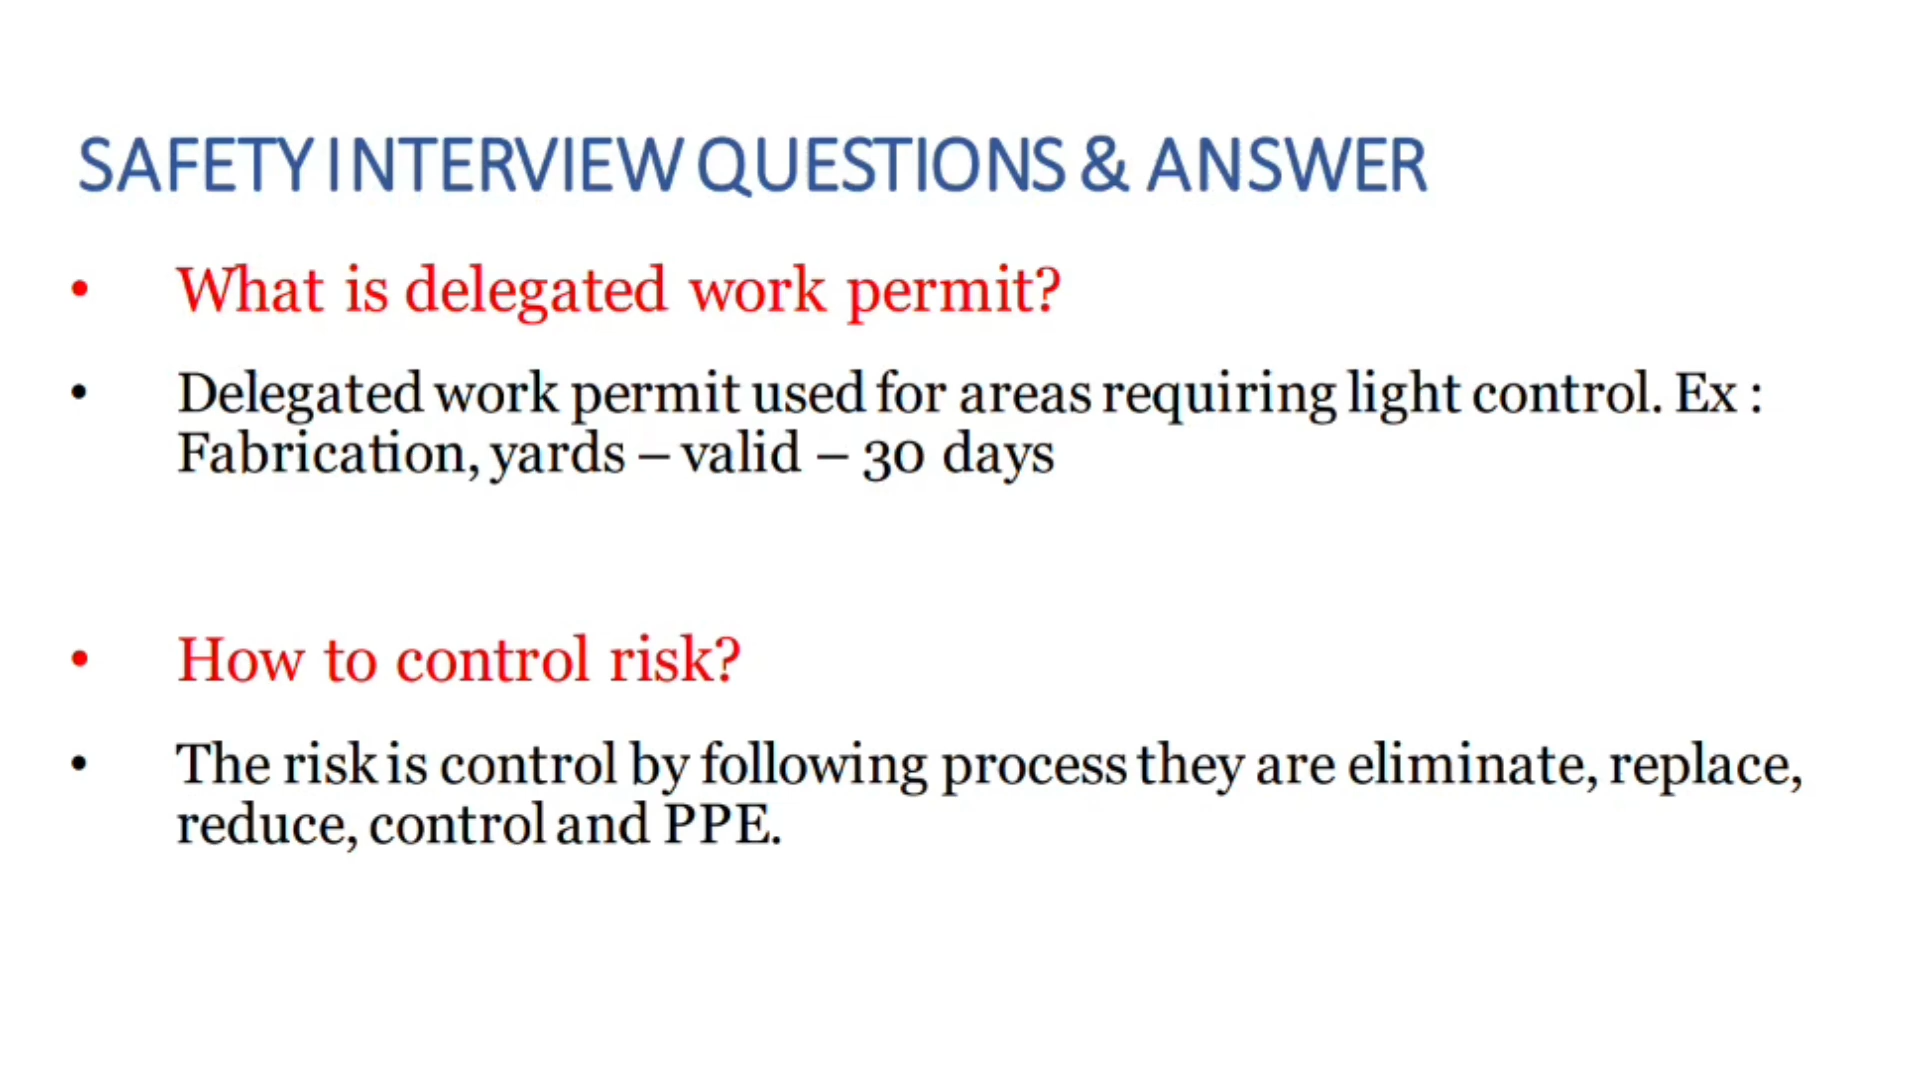 SAFETY INTERVIEW QUESTIONS & ANSWER
• What is delegated work permit?
• Delegated work permit used for areas requiring light control. Ex :
Fabrication, yards – valid – 30 days
• How to control risk?
• The risk is control by following process they are eliminate, replace,
reduce, control and PPE.